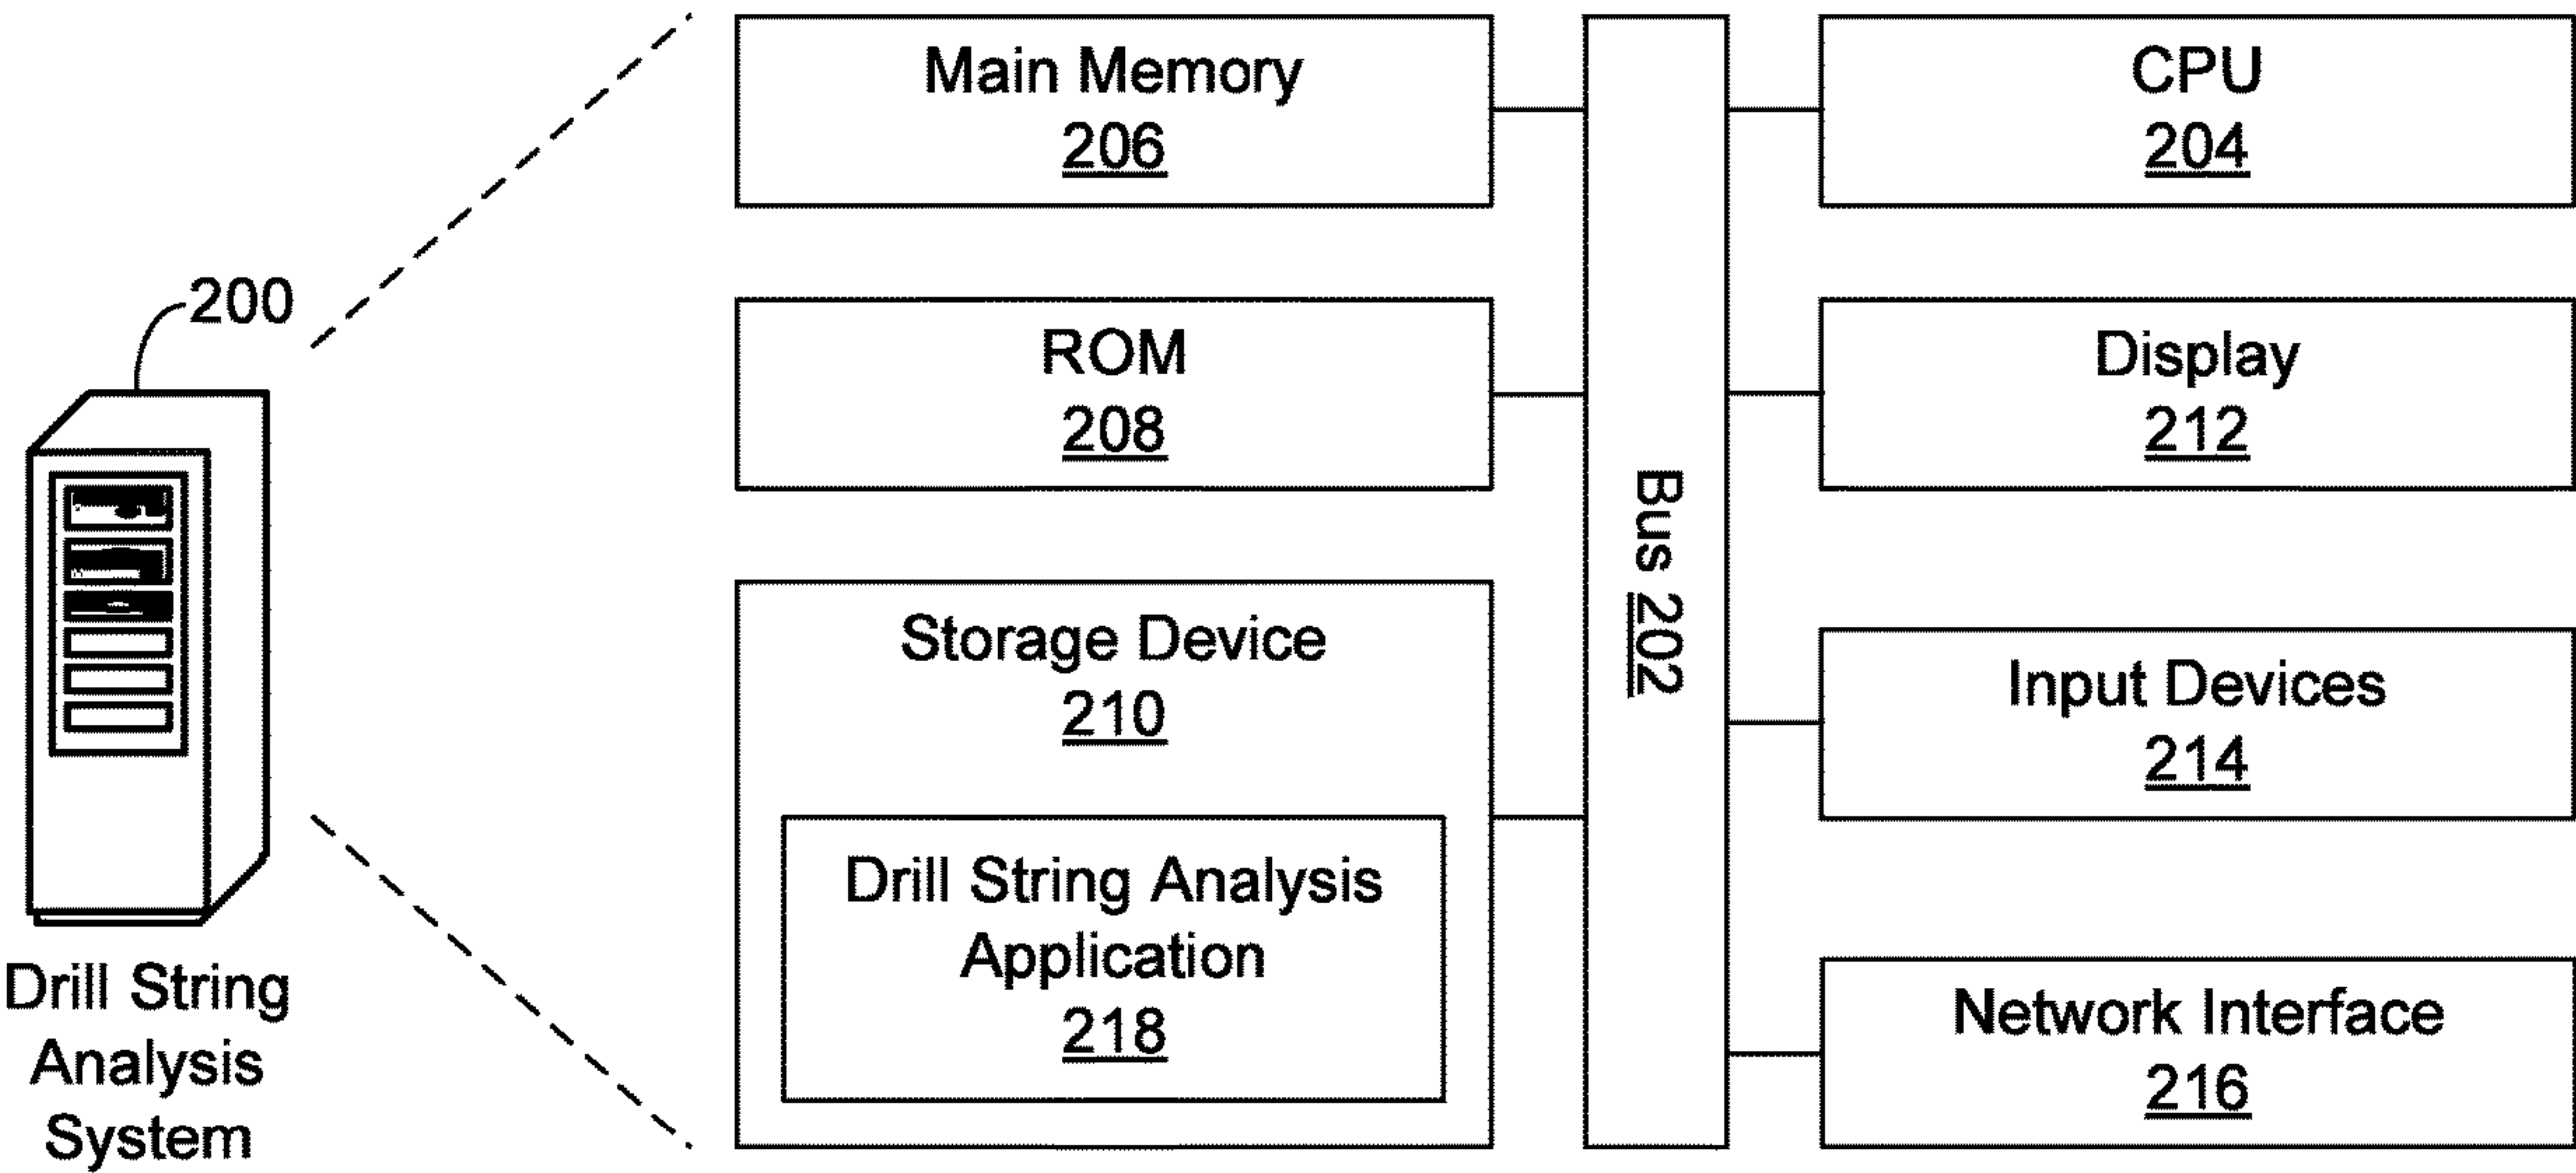 200
Drill String
Analysis
System
Main Memory
206
ROM
208
Storage Device
210
Drill String Analysis
Application
218
Bus 202
CPU
204
Display
212
Input Devices
214
Network Interface
216